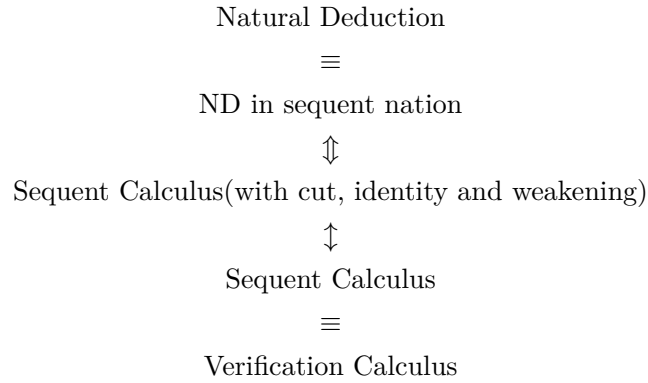 Natural Deduction
≡
ND in sequent nation
⇕
Sequent Calculus(with cut, identity and weakening)
↕
Sequent Calculus
≡
Verification Calculus